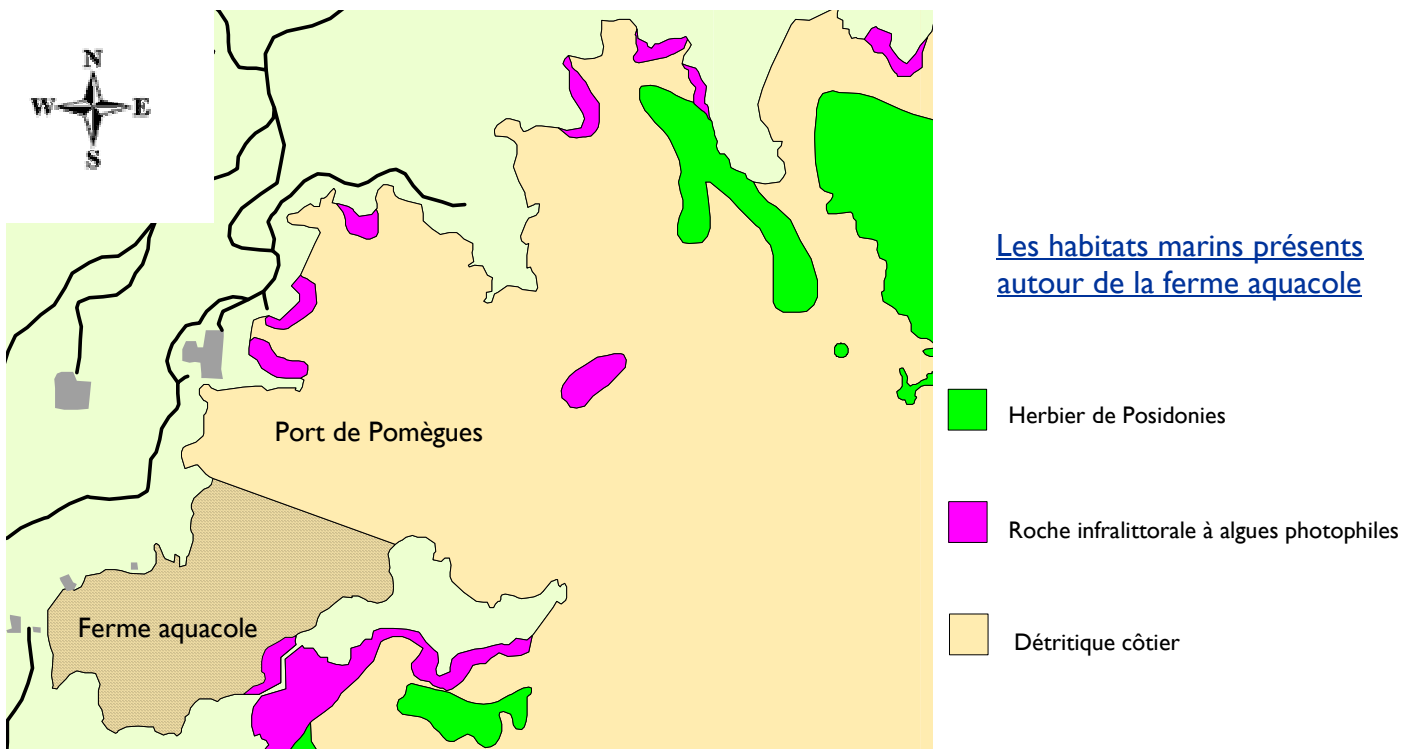 N
W E
S
Port de Pomègues
Ferme aquacole
Les habitats marins présents
autour de la ferme aquacole
Herbier de Posidonies
Roche infralittorale à algues photophiles
Détritique côtier